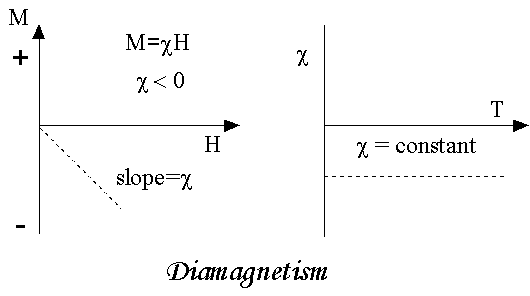 M
+
M=χH
χ < 0
H
slope=χ
-
χ
T
χ = constant
Diamagnetism